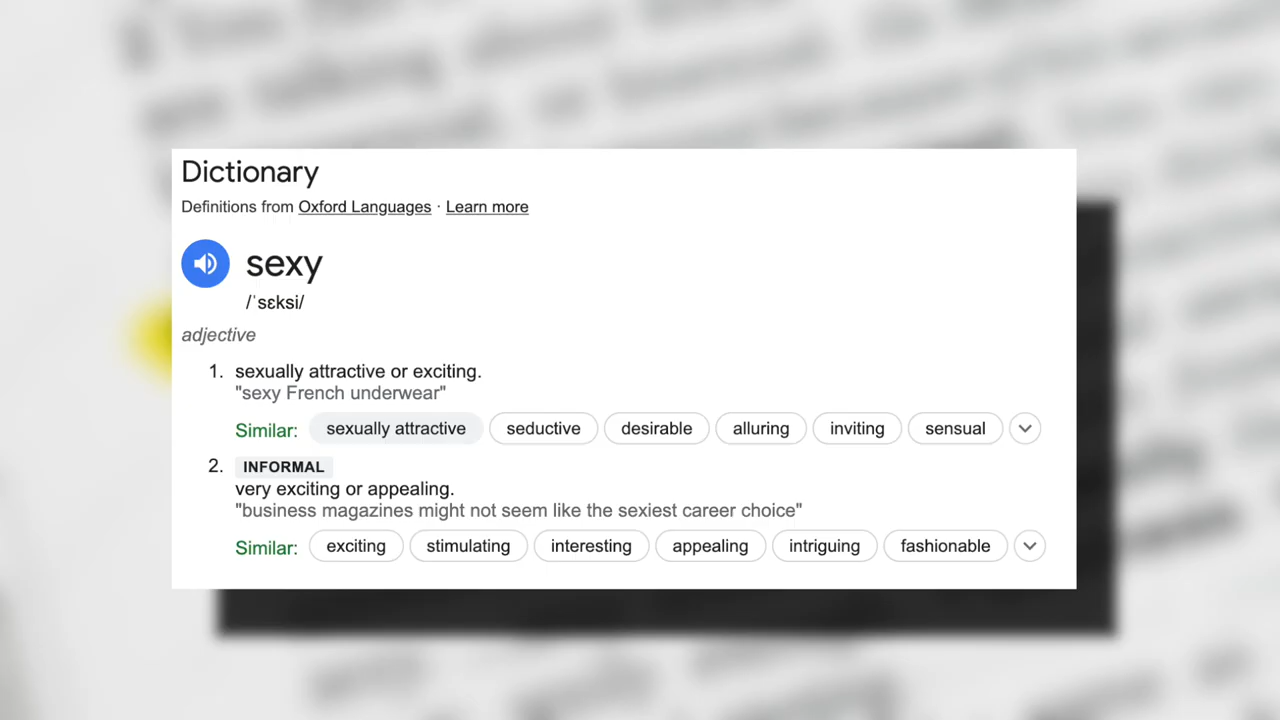 Dictionary
Definitions from Oxford Languages · Learn more
sexy
/ˈsɛksi/
adjective
1. sexually attractive or exciting.
"sexy French underwear"
Similar: sexually attractive seductive desirable alluring inviting sensual
2. INFORMAL
very exciting or appealing.
"business magazines might not seem like the sexiest career choice"
Similar: exciting stimulating interesting appealing intriguing fashionable